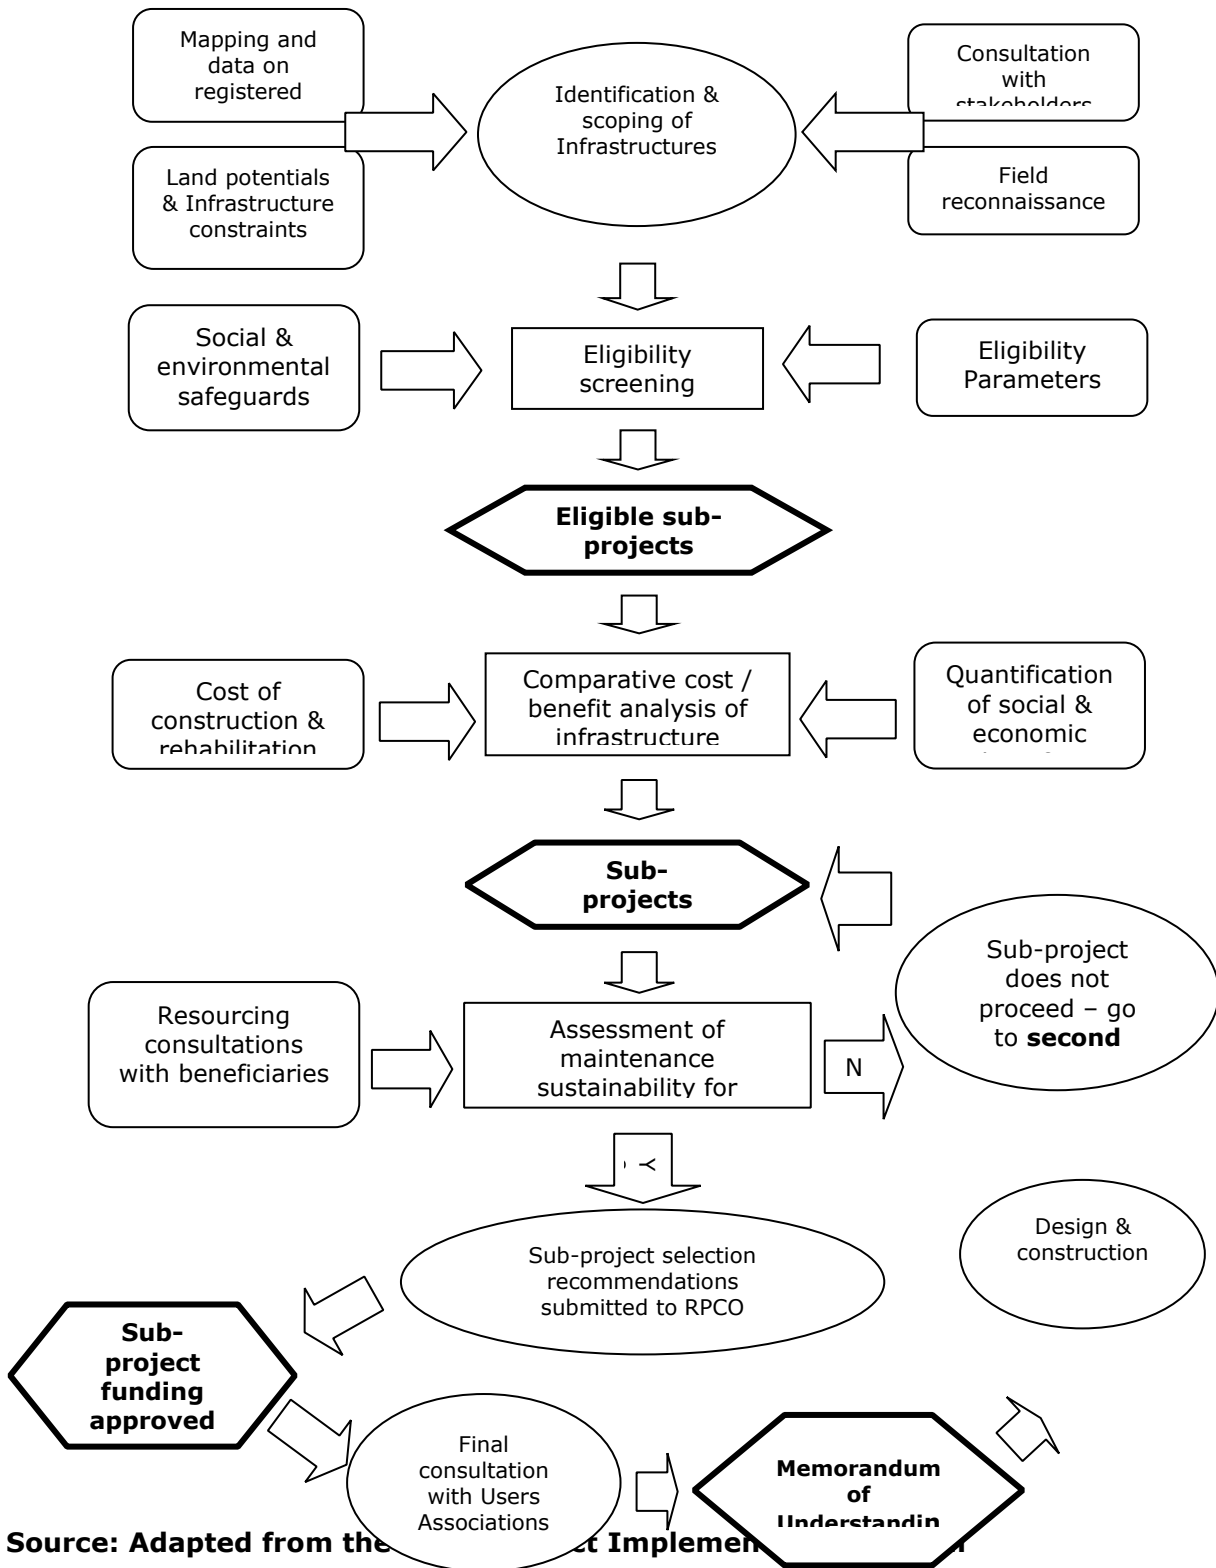 Mapping and
data on
registered
Consultation
with
stakeholders
Identification &
scoping of
Infrastructures
Land potentials
& Infrastructure
constraints
Field
reconnaissance
Social &
environmental
safeguards
Eligibility
screening
Eligibility
Parameters
Eligible sub-
projects
Cost of
construction &
rehabilitation
Comparative cost /
benefit analysis of
infrastructure
Quantification
of social &
economic
Sub-
projects
Sub-project
does not
proceed – go
to second
Resourcing
consultations
with beneficiaries
Assessment of
maintenance
sustainability for
N
Y
Sub-project selection
recommendations
submitted to RPCO
Design &
construction
Sub-
project
funding
approved
Final
consultation
with Users
Associations
Memorandum
of
Understandin
Source: Adapted from the